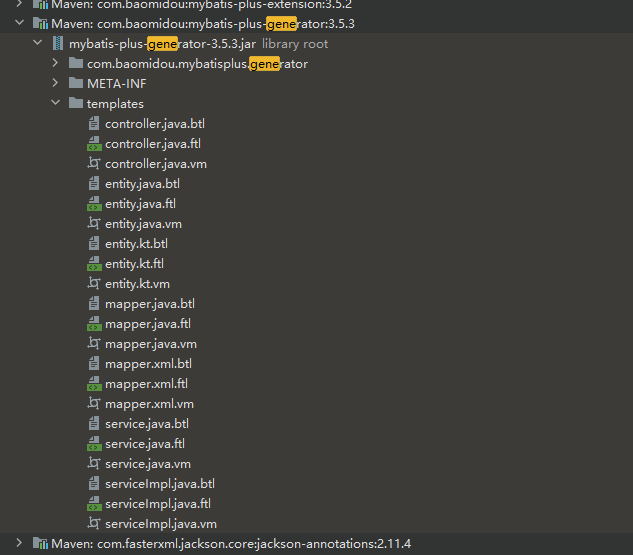 Maven: com.baomidou:mybatis-plus-extension:3.5.2
Maven: com.baomidou:mybatis-plus-generator:3.5.3
mybatis-plus-generator-3.5.3.jar library root
com.baomidou.mybatisplus.generator
META-INF
templates
controller.java.btl
controller.java.ftl
controller.java.vm
entity.java.btl
entity.java.ftl
entity.java.vm
entity.kt.btl
entity.kt.ftl
entity.kt.vm
mapper.java.btl
mapper.java.ftl
mapper.java.vm
mapper.xml.btl
mapper.xml.ftl
mapper.xml.vm
service.java.btl
service.java.ftl
service.java.vm
serviceImpl.java.btl
serviceImpl.java.ftl
serviceImpl.java.vm
Maven: com.fasterxml.jackson.core:jackson-annotations:2.11.4